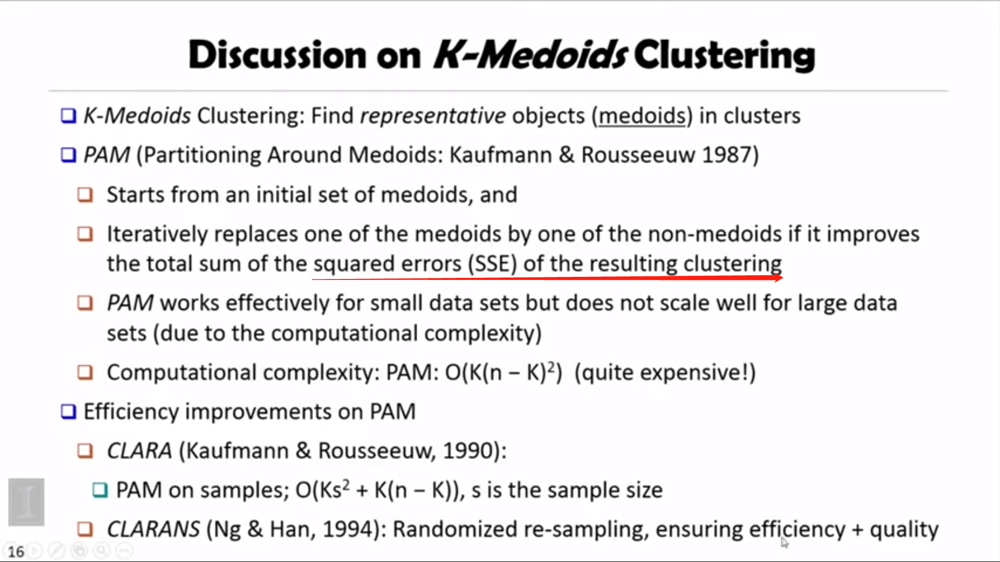 Discussion on K-Medoids Clustering
K-Medoids Clustering: Find representative objects (medoids) in clusters
PAM (Partitioning Around Medoids: Kaufmann & Rousseeuw 1987)
Starts from an initial set of medoids, and
Iteratively replaces one of the medoids by one of the non-medoids if it improves
the total sum of the squared errors (SSE) of the resulting clustering
PAM works effectively for small data sets but does not scale well for large data
sets (due to the computational complexity)
Computational complexity: PAM: O(K(n − K)²) (quite expensive!)
Efficiency improvements on PAM
CLARA (Kaufmann & Rousseeuw, 1990):
PAM on samples; O(Ks² + K(n − K)), s is the sample size
CLARANS (Ng & Han, 1994): Randomized re-sampling, ensuring efficiency + quality
I
16